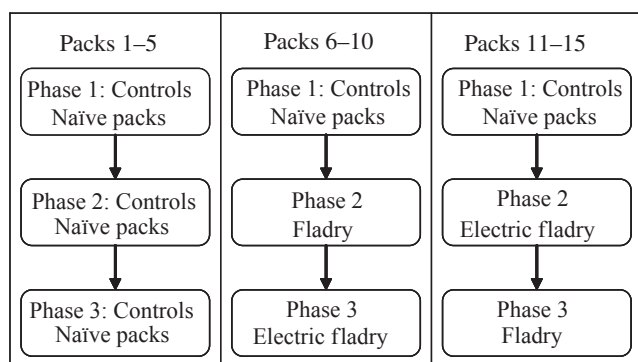 Packs 1–5
Phase 1: Controls
Naïve packs
Phase 2: Controls
Naïve packs
Phase 3: Controls
Naïve packs
Packs 6–10
Phase 1: Controls
Naïve packs
Phase 2
Fladry
Phase 3
Electric fladry
Packs 11–15
Phase 1: Controls
Naïve packs
Phase 2
Electric fladry
Phase 3
Fladry